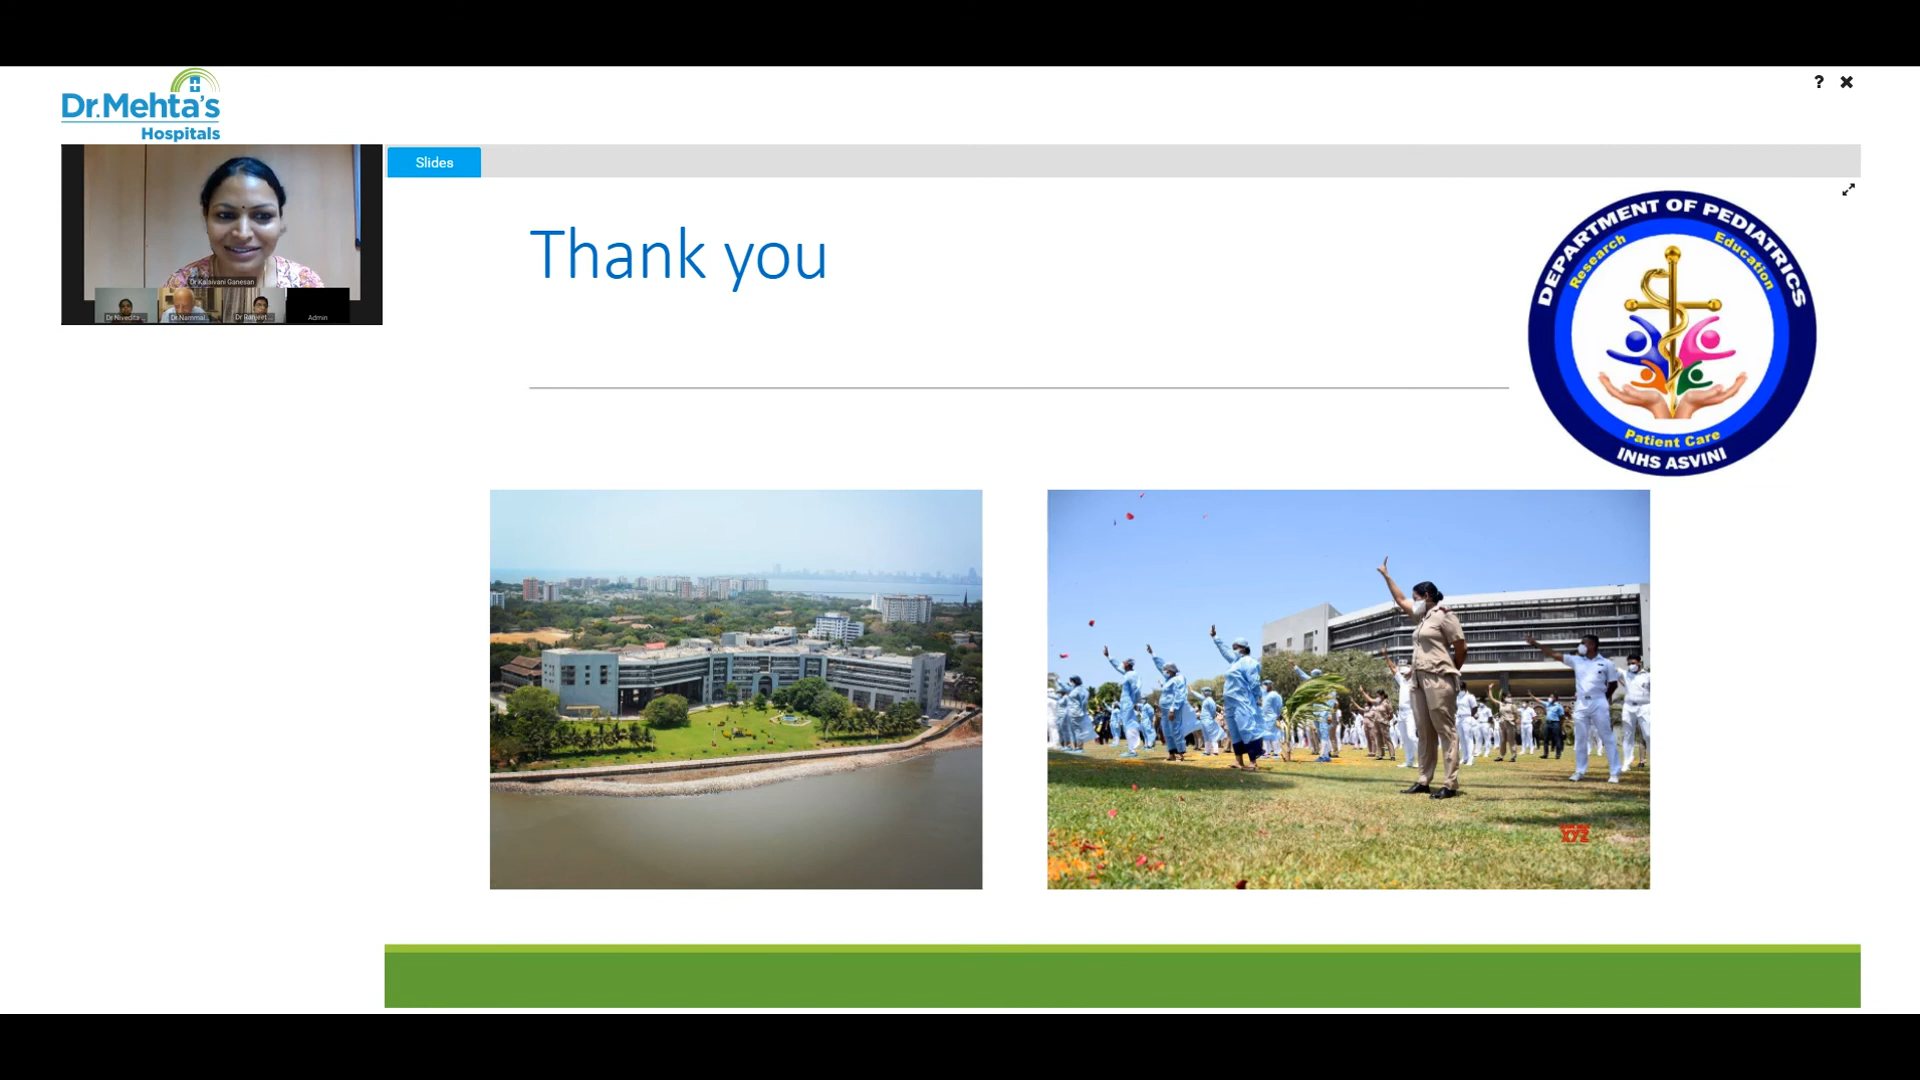 Dr.Mehta's
Hospitals
? ✖
Slides
Dr Kalaivani Ganesan
Dr Nivedita ...
Dr.Nammal...
Dr Ranjeet ...
Admin
Thank you
DEPARTMENT OF PEDIATRICS
Research
Education
Patient Care
INHS ASVINI